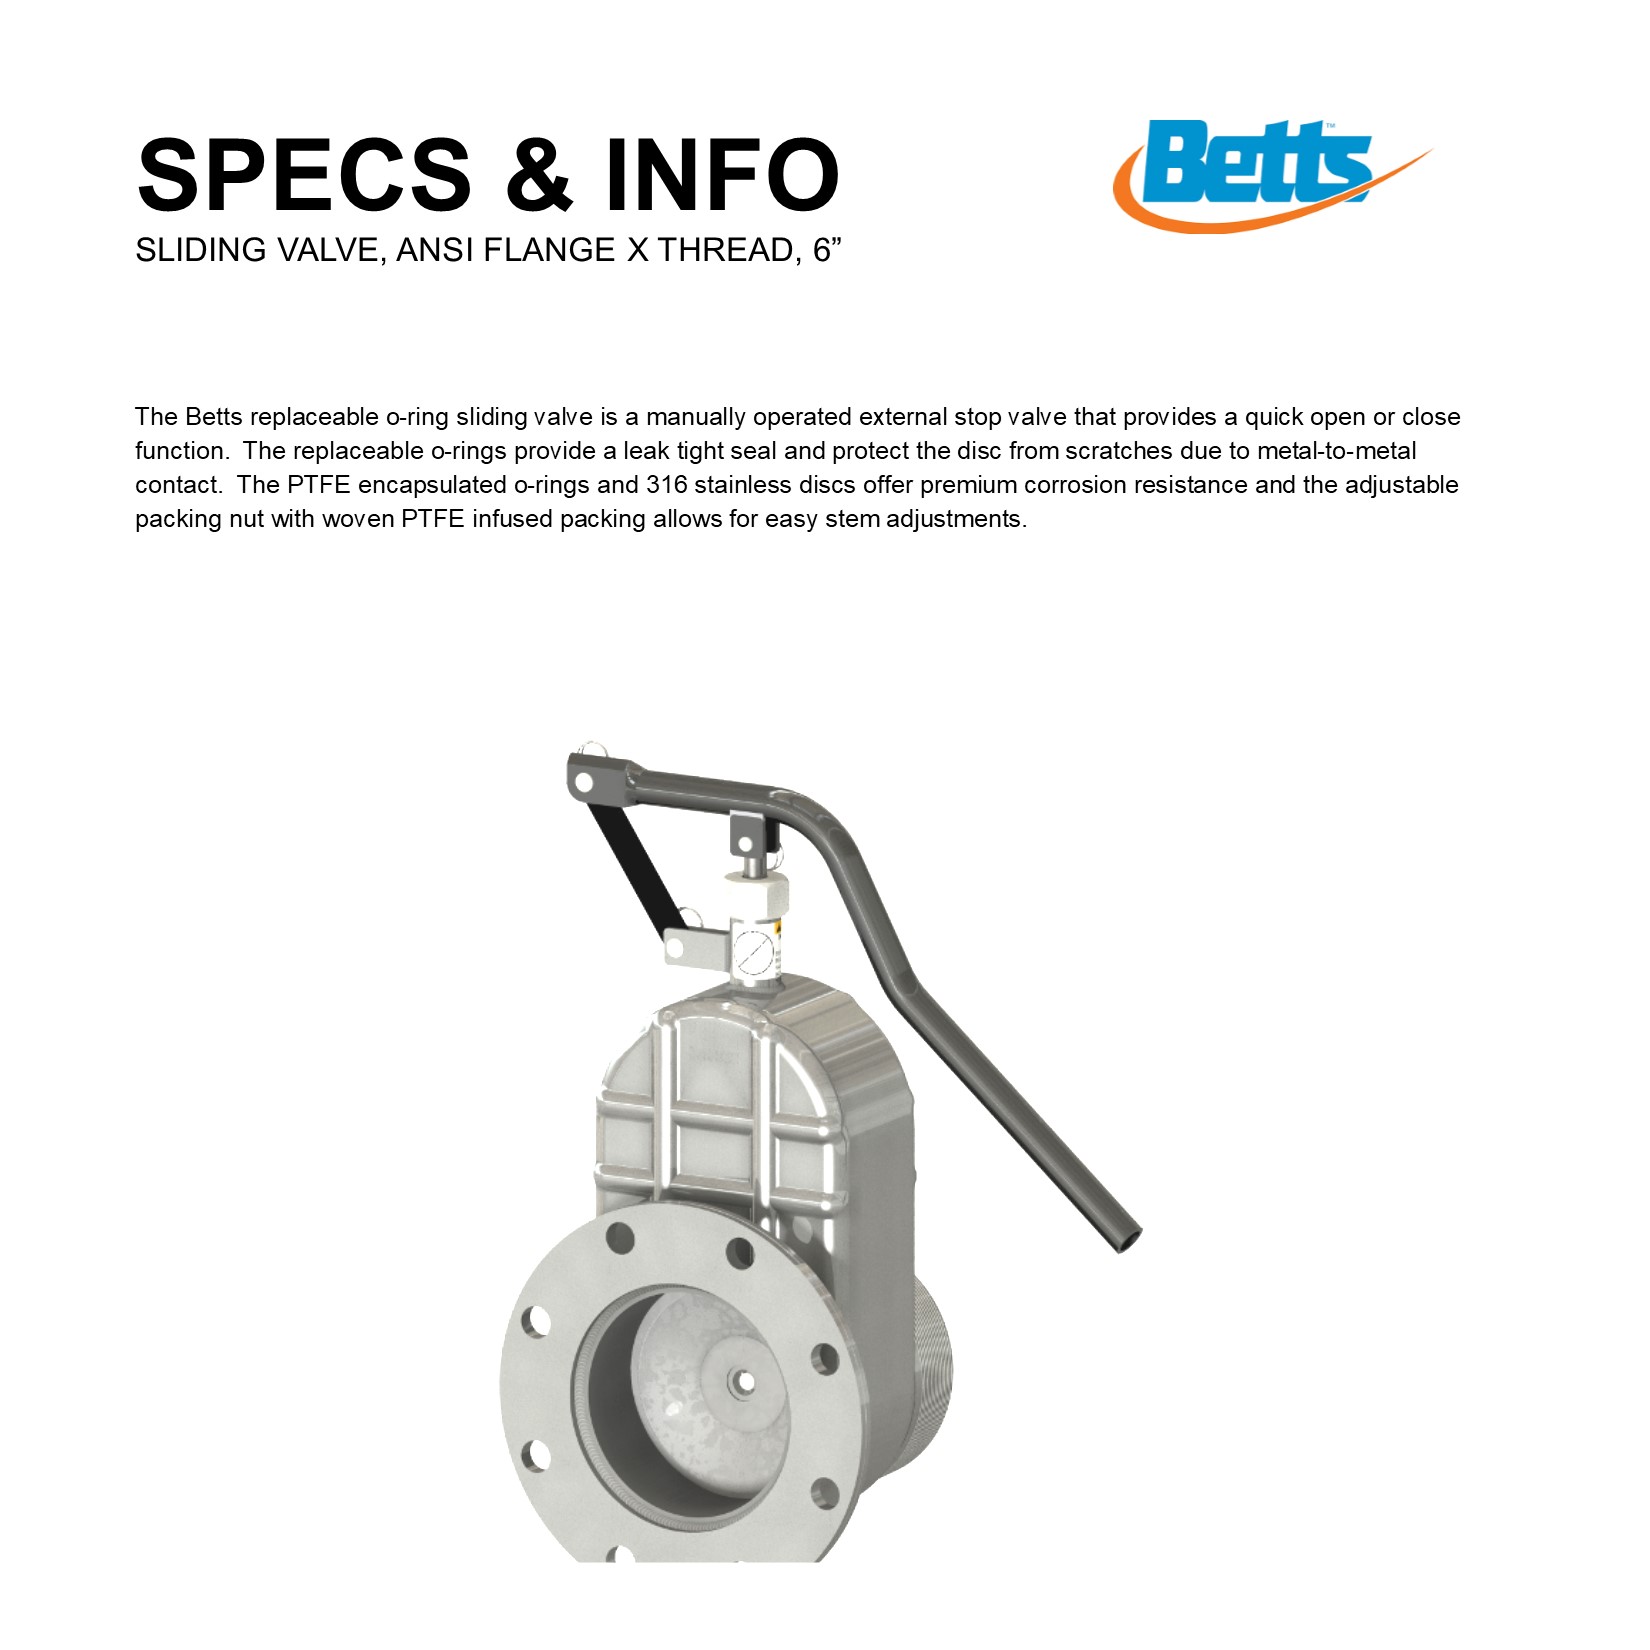 SPECS & INFO
Betts™
SLIDING VALVE, ANSI FLANGE X THREAD, 6”
The Betts replaceable o-ring sliding valve is a manually operated external stop valve that provides a quick open or close
function.  The replaceable o-rings provide a leak tight seal and protect the disc from scratches due to metal-to-metal
contact.  The PTFE encapsulated o-rings and 316 stainless discs offer premium corrosion resistance and the adjustable
packing nut with woven PTFE infused packing allows for easy stem adjustments.